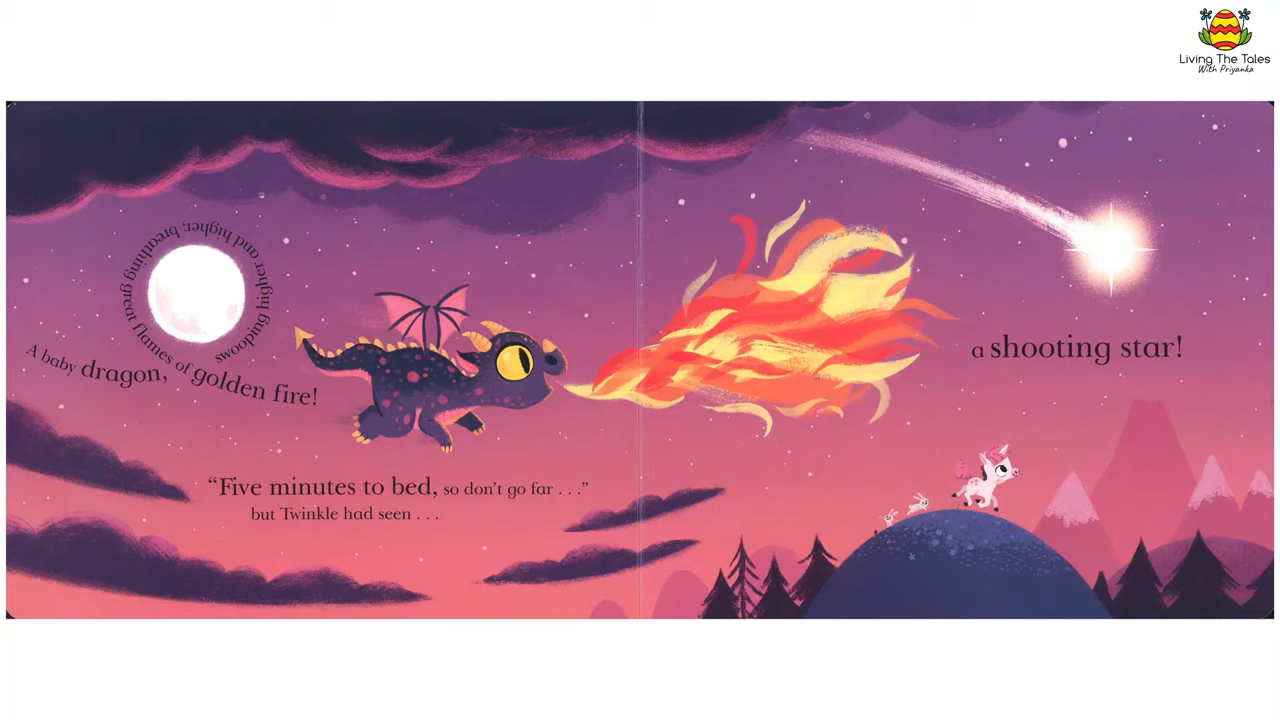 A baby dragon,
swooping higher and higher, breathing great flames of golden fire!
"Five minutes to bed, so don't go far . . ."
but Twinkle had seen . . .
a shooting star!
Living The Tales
With Priyanka